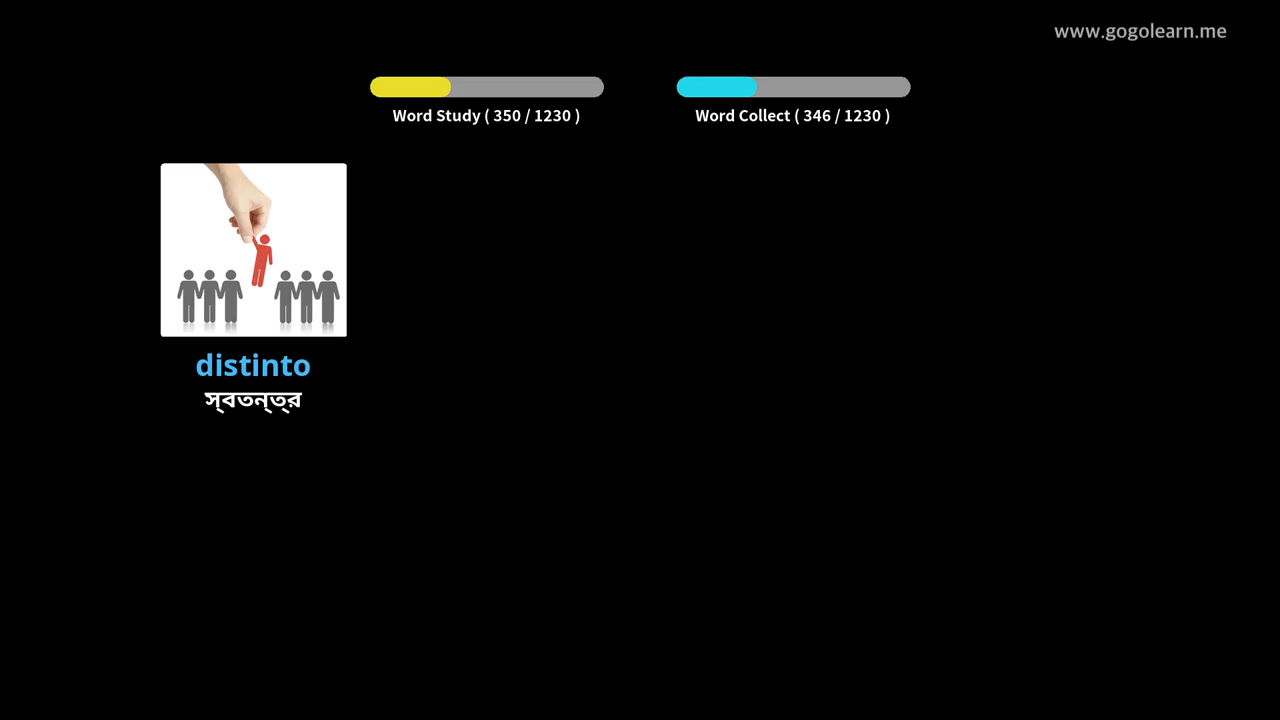 www.gogolearn.me
Word Study ( 350 / 1230 )
Word Collect ( 346 / 1230 )
distinto
স্বতন্ত্র